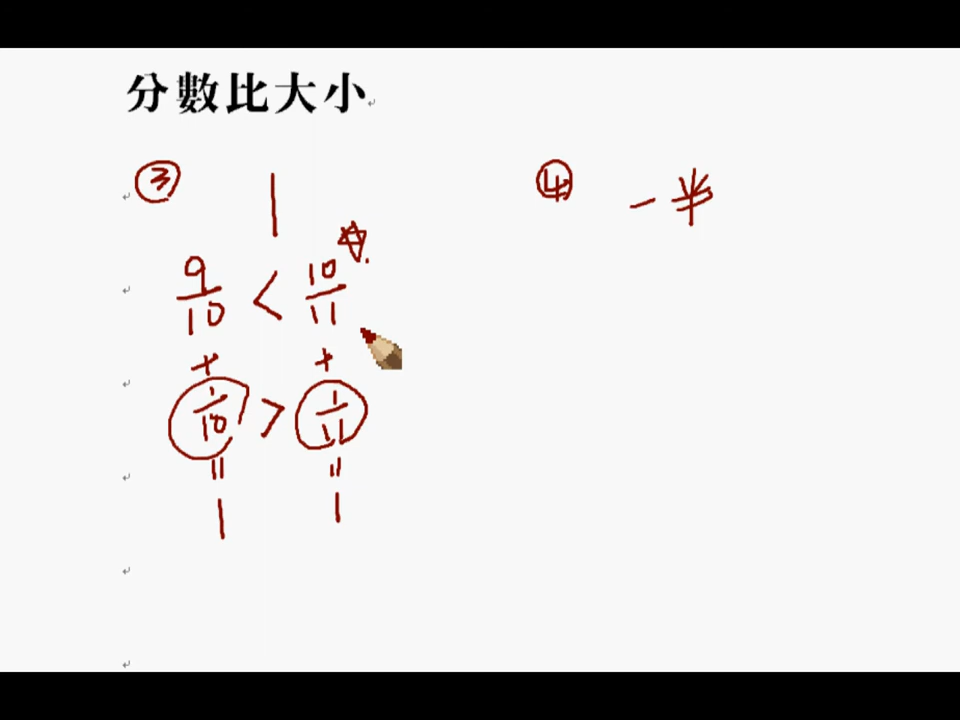 分數比大小
③ 1
9/10 < 10/11
+ +
1/10 > 1/11
= =
1 1
④ 一半